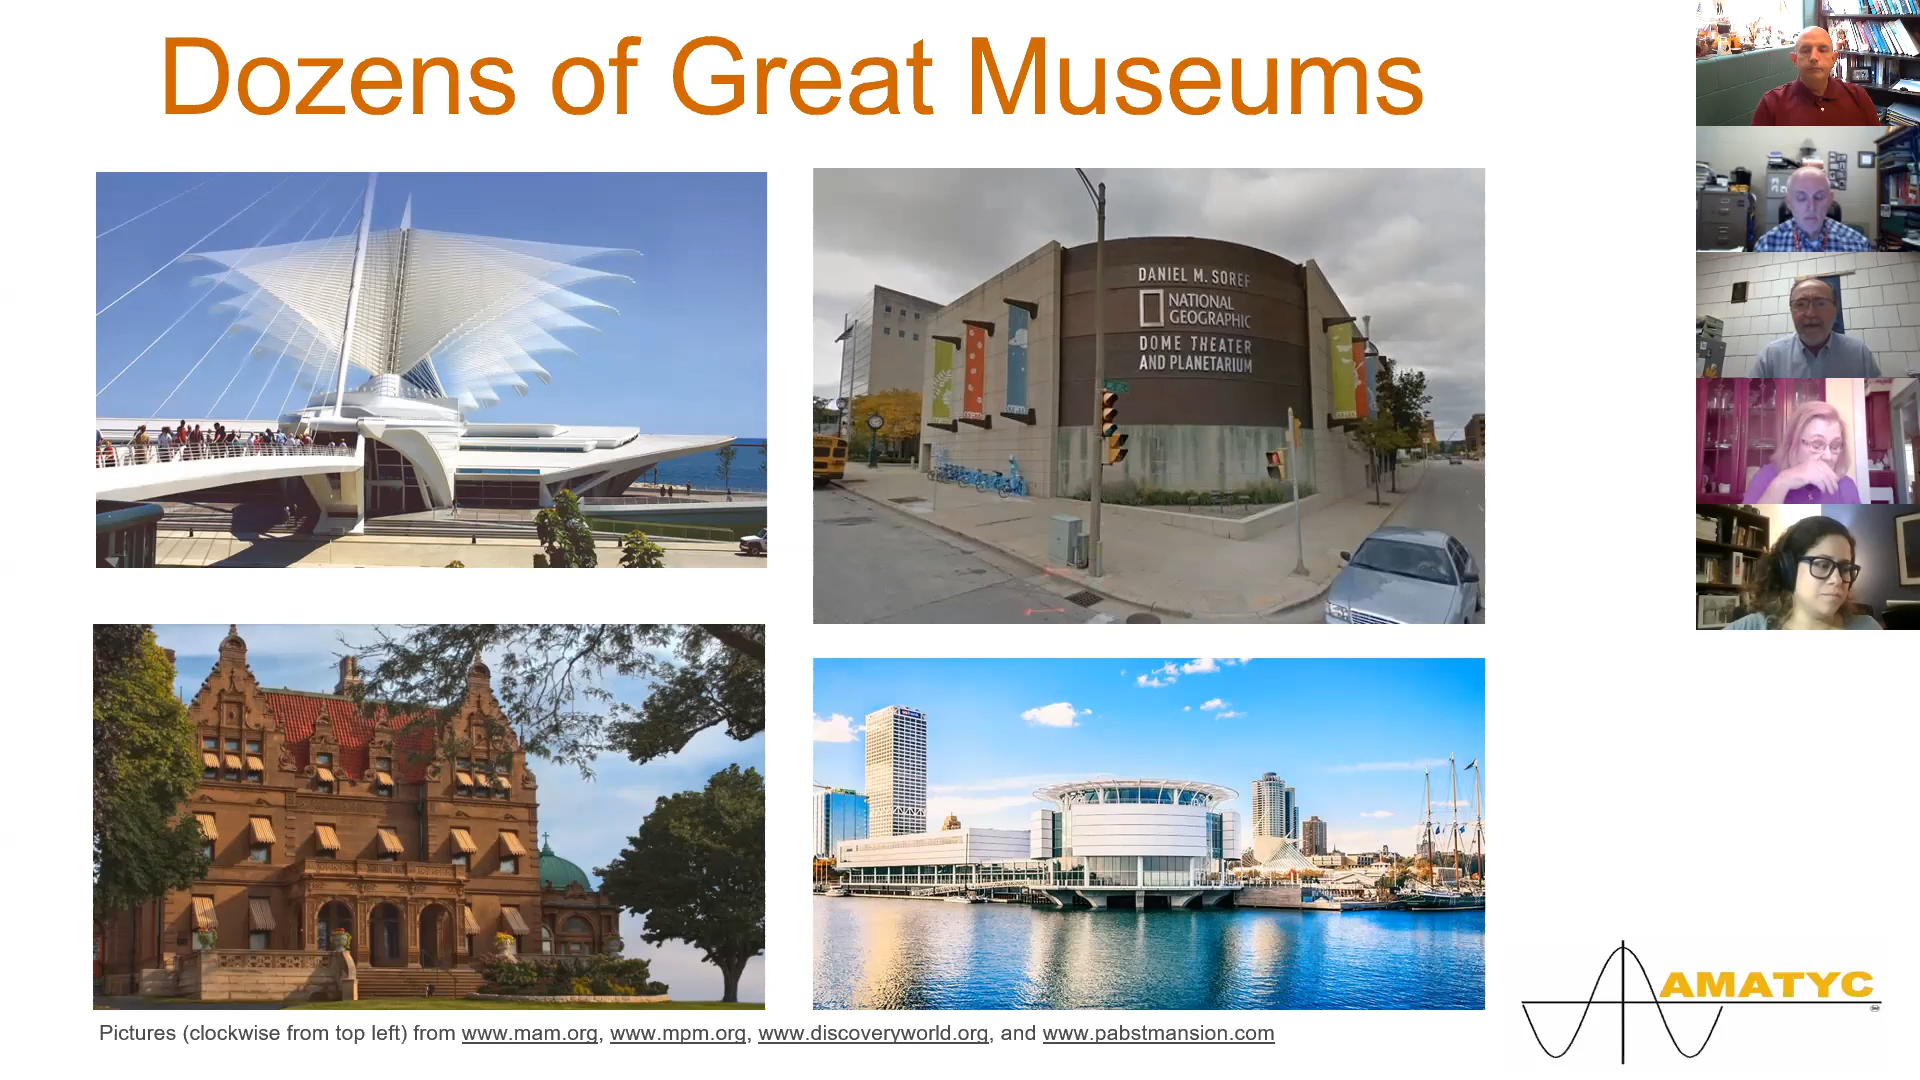 Dozens of Great Museums
DANIEL M. SOREF
NATIONAL
GEOGRAPHIC
DOME THEATER
AND PLANETARIUM
Pictures (clockwise from top left) from www.mam.org, www.mpm.org, www.discoveryworld.org, and www.pabstmansion.com
AMATYC